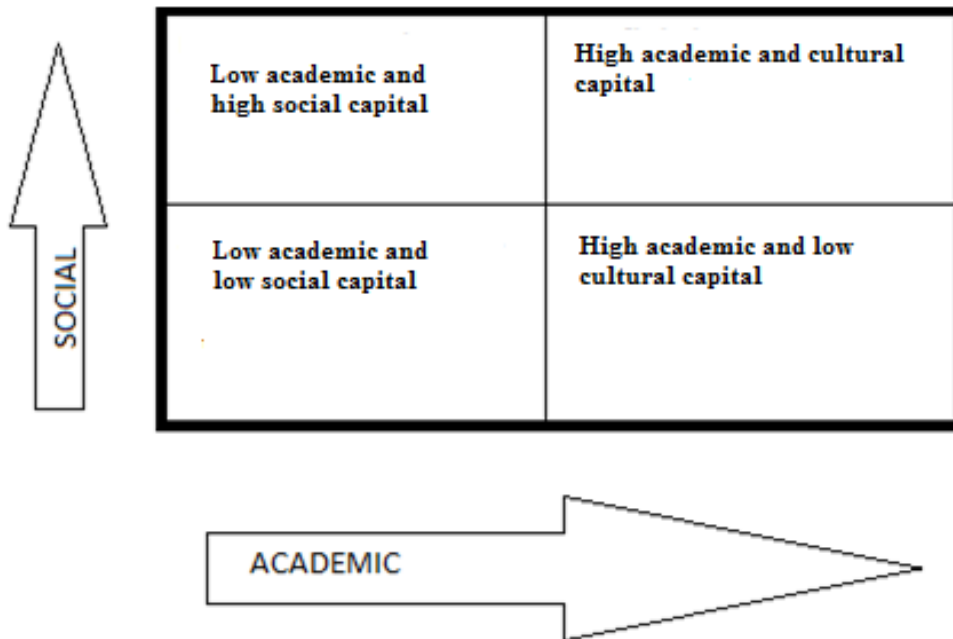 Low academic and
high social capital
High academic and cultural
capital
Low academic and
low social capital
High academic and low
cultural capital
SOCIAL
ACADEMIC